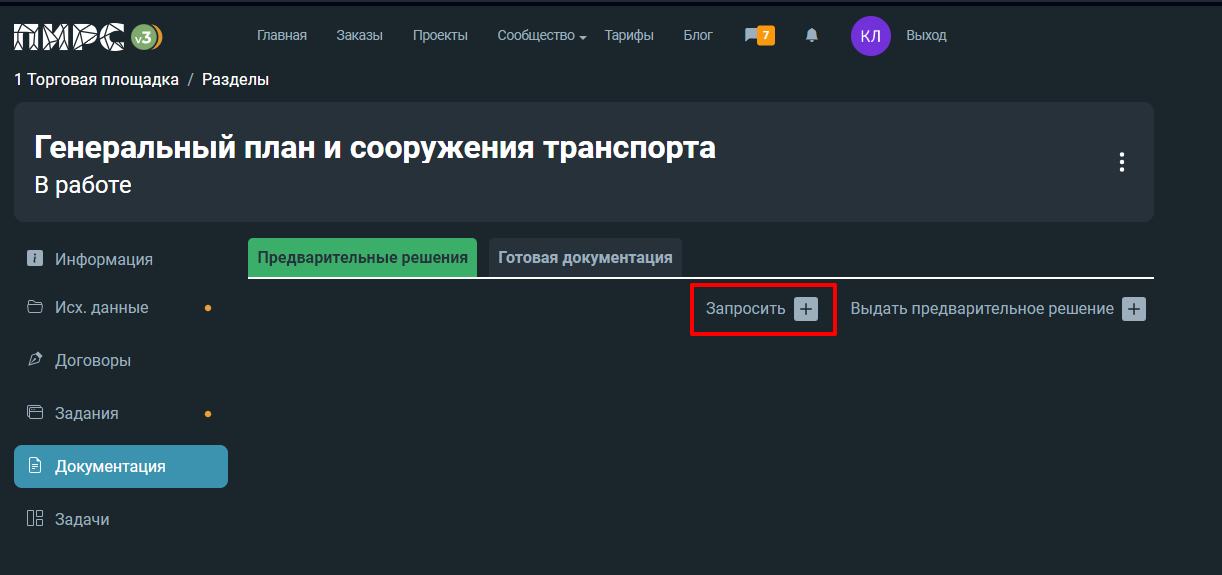 ПИРС v3
Главная Заказы Проекты Сообщество Тарифы Блог 7 КЛ Выход
1 Торговая площадка / Разделы
Генеральный план и сооружения транспорта
В работе
Информация
Исх. данные
Договоры
Задания
Документация
Задачи
Предварительные решения Готовая документация
Запросить + Выдать предварительное решение +